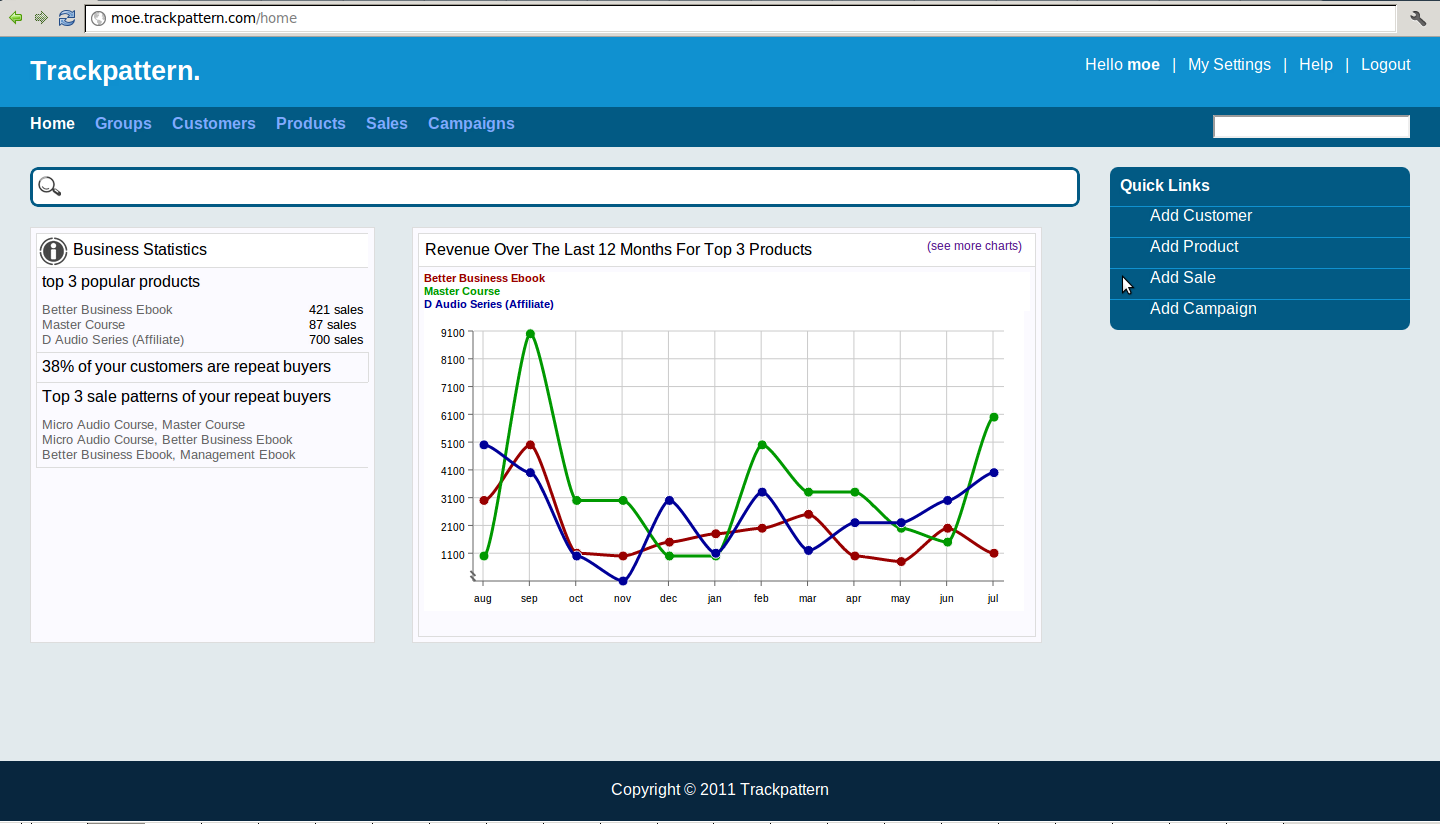 moe.trackpattern.com/home
Trackpattern.
Hello moe | My Settings | Help | Logout
Home Groups Customers Products Sales Campaigns
Quick Links
Add Customer
Add Product
Add Sale
Add Campaign
Business Statistics
top 3 popular products
Better Business Ebook 421 sales
Master Course 87 sales
D Audio Series (Affiliate) 700 sales
38% of your customers are repeat buyers
Top 3 sale patterns of your repeat buyers
Micro Audio Course, Master Course
Micro Audio Course, Better Business Ebook
Better Business Ebook, Management Ebook
Revenue Over The Last 12 Months For Top 3 Products (see more charts)
Better Business Ebook
Master Course
D Audio Series (Affiliate)
9100
8100
7100
6100
5100
4100
3100
2100
1100
aug sep oct nov dec jan feb mar apr may jun jul
Copyright © 2011 Trackpattern